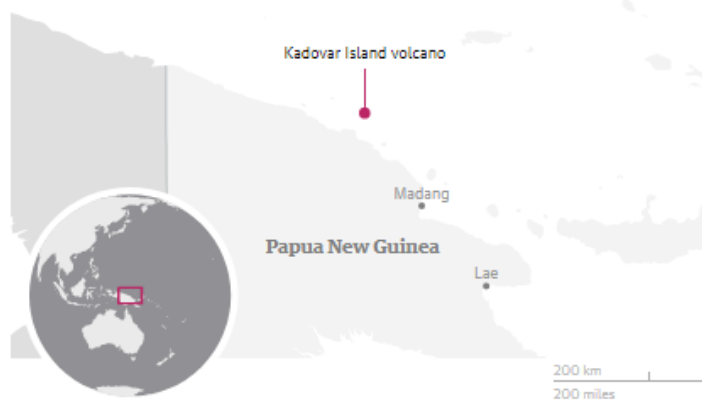 Kadovar Island volcano
Madang
Papua New Guinea
Lae
200 km
200 miles